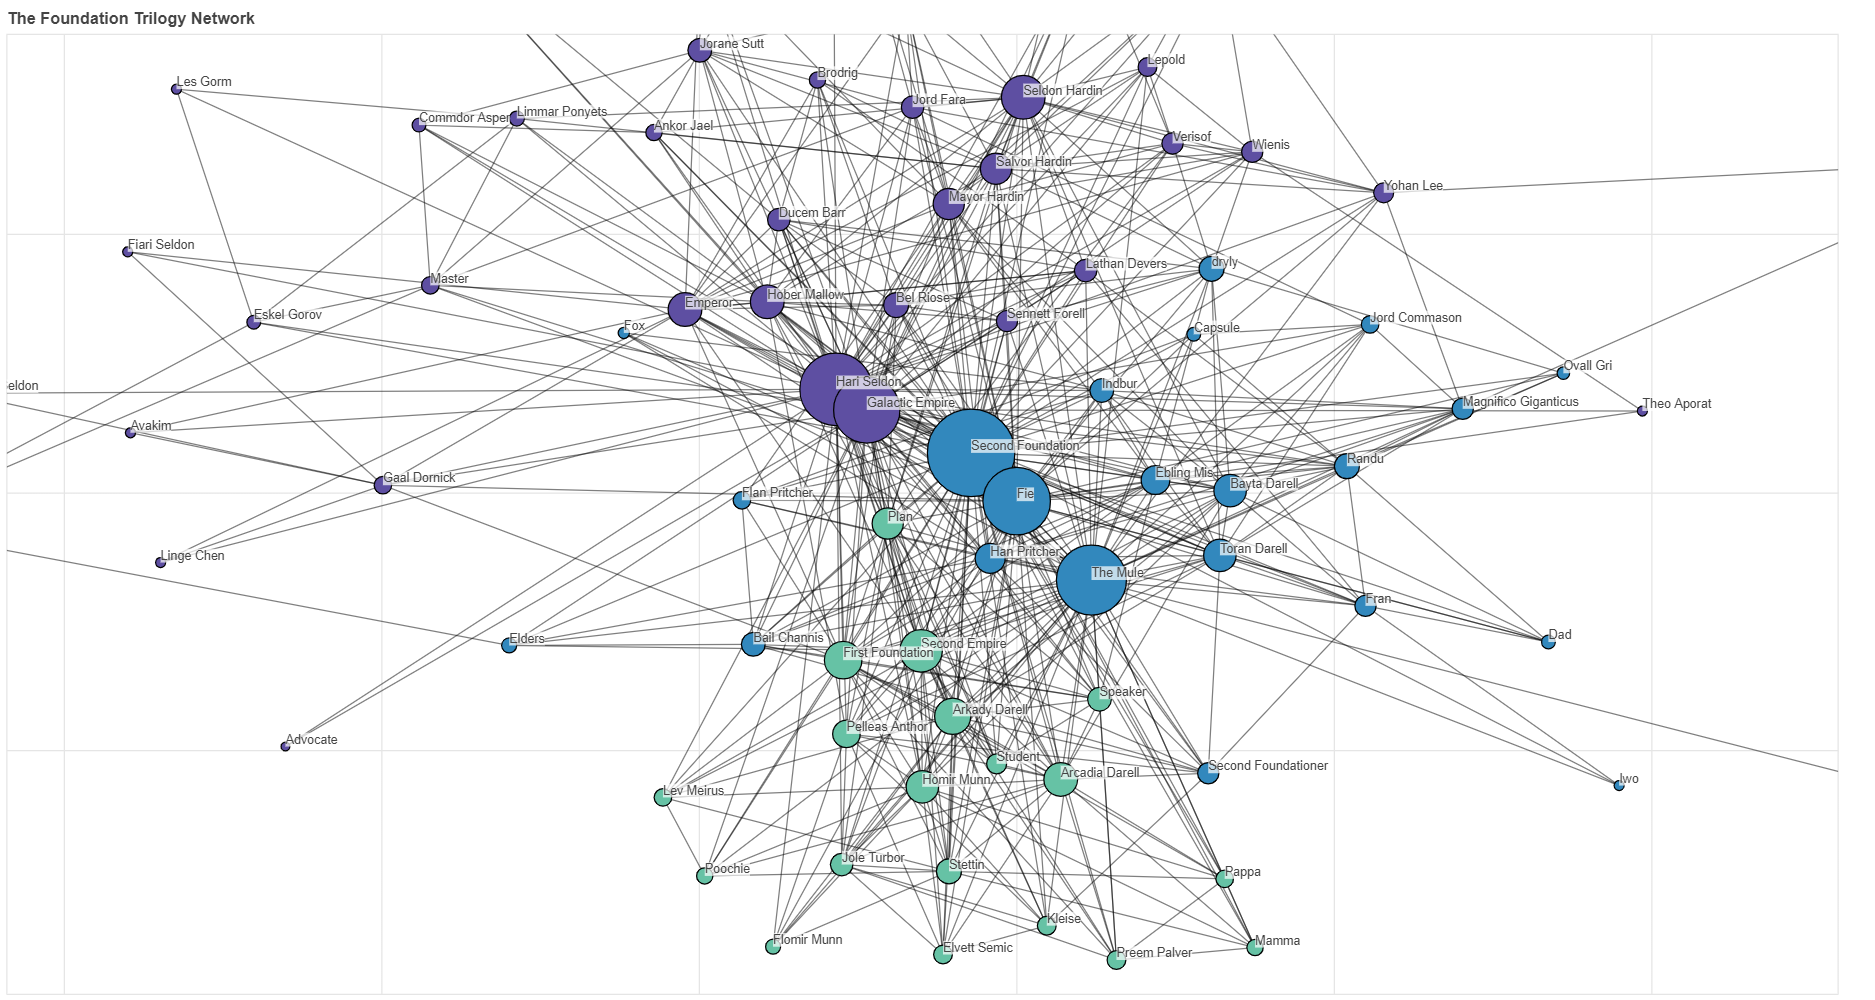 The Foundation Trilogy Network
Jorane Sutt
Lepold
Brodrig
Les Gorm
Seldon Hardin
Jord Fara
Limmar Ponyets
Commdor Asper
Ankor Jael
Verisof
Wienis
Salvor Hardin
Yohan Lee
Mayor Hardin
Ducem Barr
Fiari Seldon
dryly
Lathan Devers
Master
Hober Mallow
Bel Riose
Emperor
Sennett Forell
Eskel Gorov
Jord Commason
Fox
Capsule
Ovall Gri
Hari Seldon
Indbur
eldon
Galactic Empire
Magnifico Giganticus
Theo Aporat
Avakim
Second Foundation
Randu
Ebling Mis
Gaal Dornick
Bayta Darell
Flan Pritcher
Fie
Plan
Toran Darell
Han Pritcher
Linge Chen
The Mule
Fran
Dad
Elders
Bail Channis
Second Empire
First Foundation
Speaker
Arkady Darell
Pelleas Anthor
Advocate
Student
Second Foundationer
Arcadia Darell
Homir Munn
Iwo
Lev Meirus
Jole Turbor
Stettin
Poochie
Pappa
Kleise
Flomir Munn
Mamma
Elvett Semic
Preem Palver